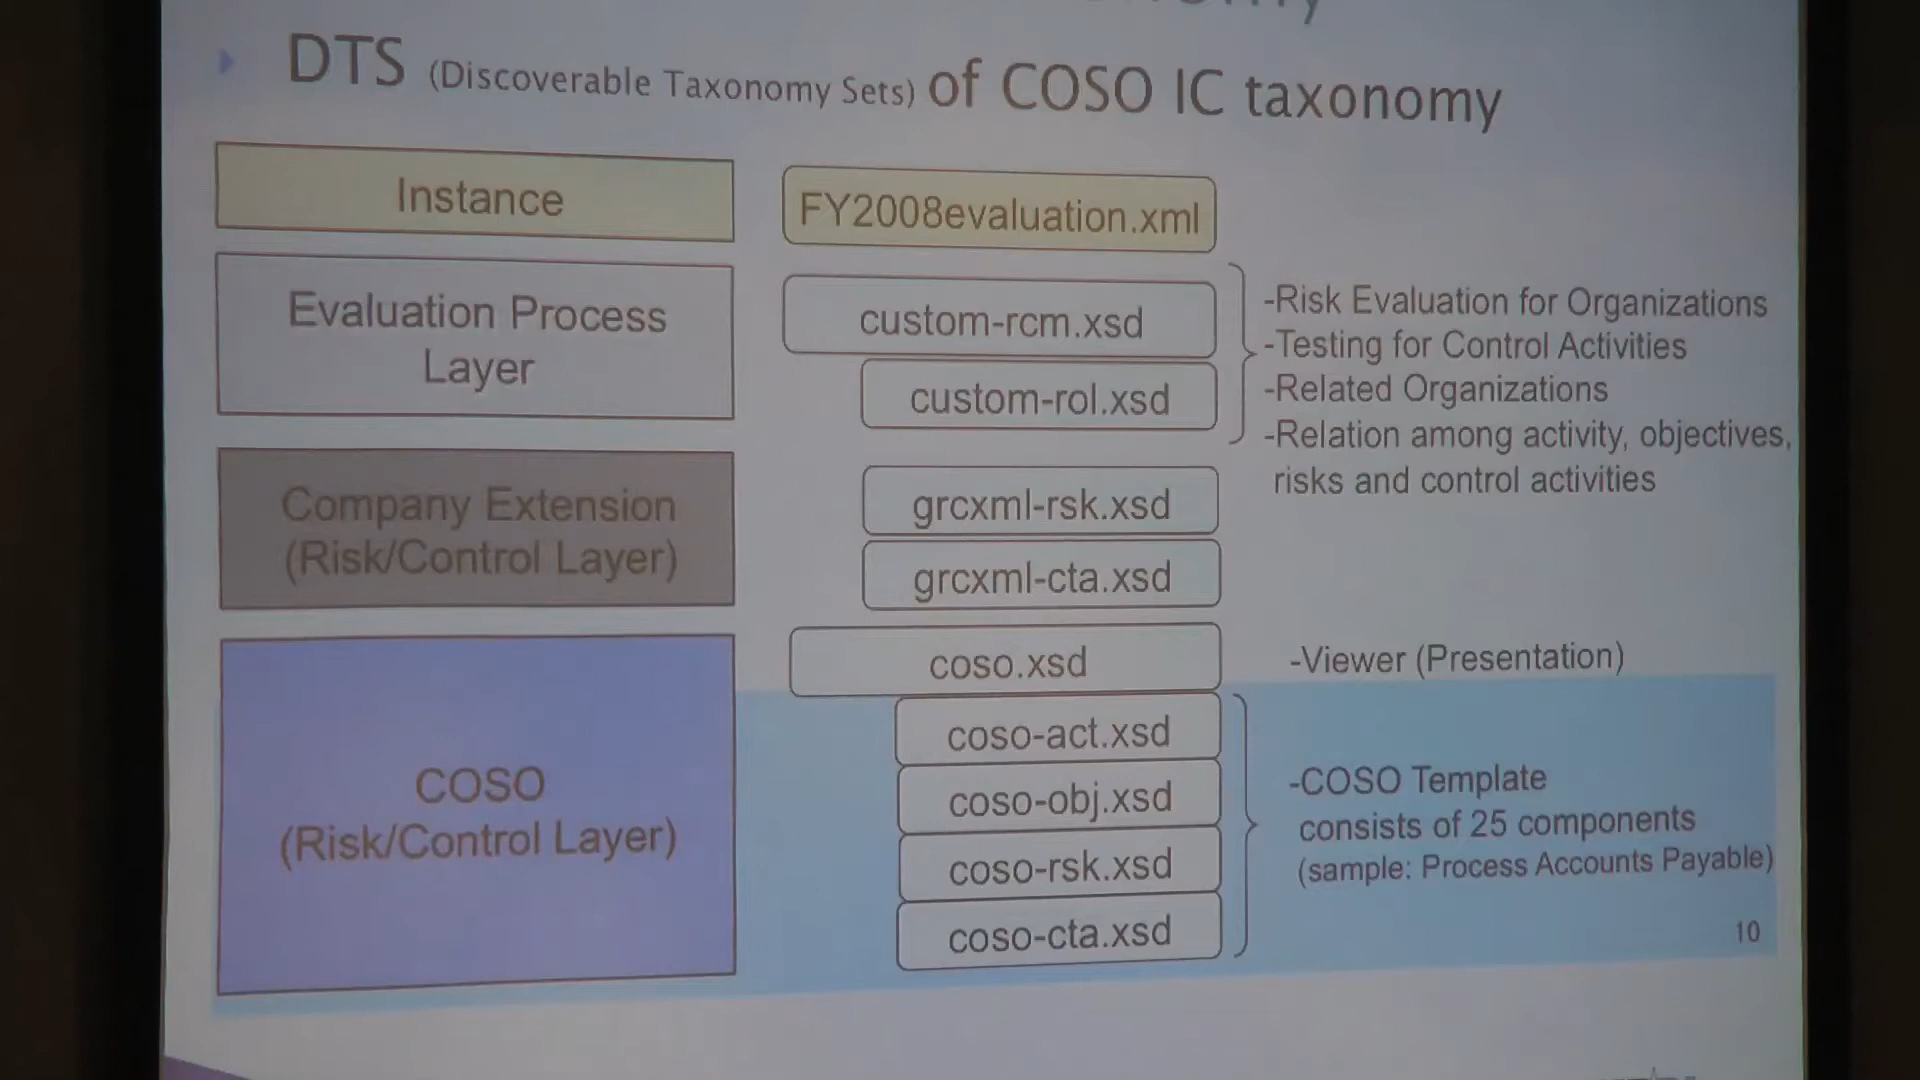 DTS (Discoverable Taxonomy Sets) of COSO IC taxonomy
Instance
FY2008evaluation.xml
Evaluation Process
Layer
custom-rcm.xsd
custom-rol.xsd
-Risk Evaluation for Organizations
-Testing for Control Activities
-Related Organizations
-Relation among activity, objectives,
risks and control activities
Company Extension
(Risk/Control Layer)
grcxml-rsk.xsd
grcxml-cta.xsd
COSO
(Risk/Control Layer)
coso.xsd
-Viewer (Presentation)
coso-act.xsd
coso-obj.xsd
coso-rsk.xsd
coso-cta.xsd
-COSO Template
consists of 25 components
(sample: Process Accounts Payable)
10